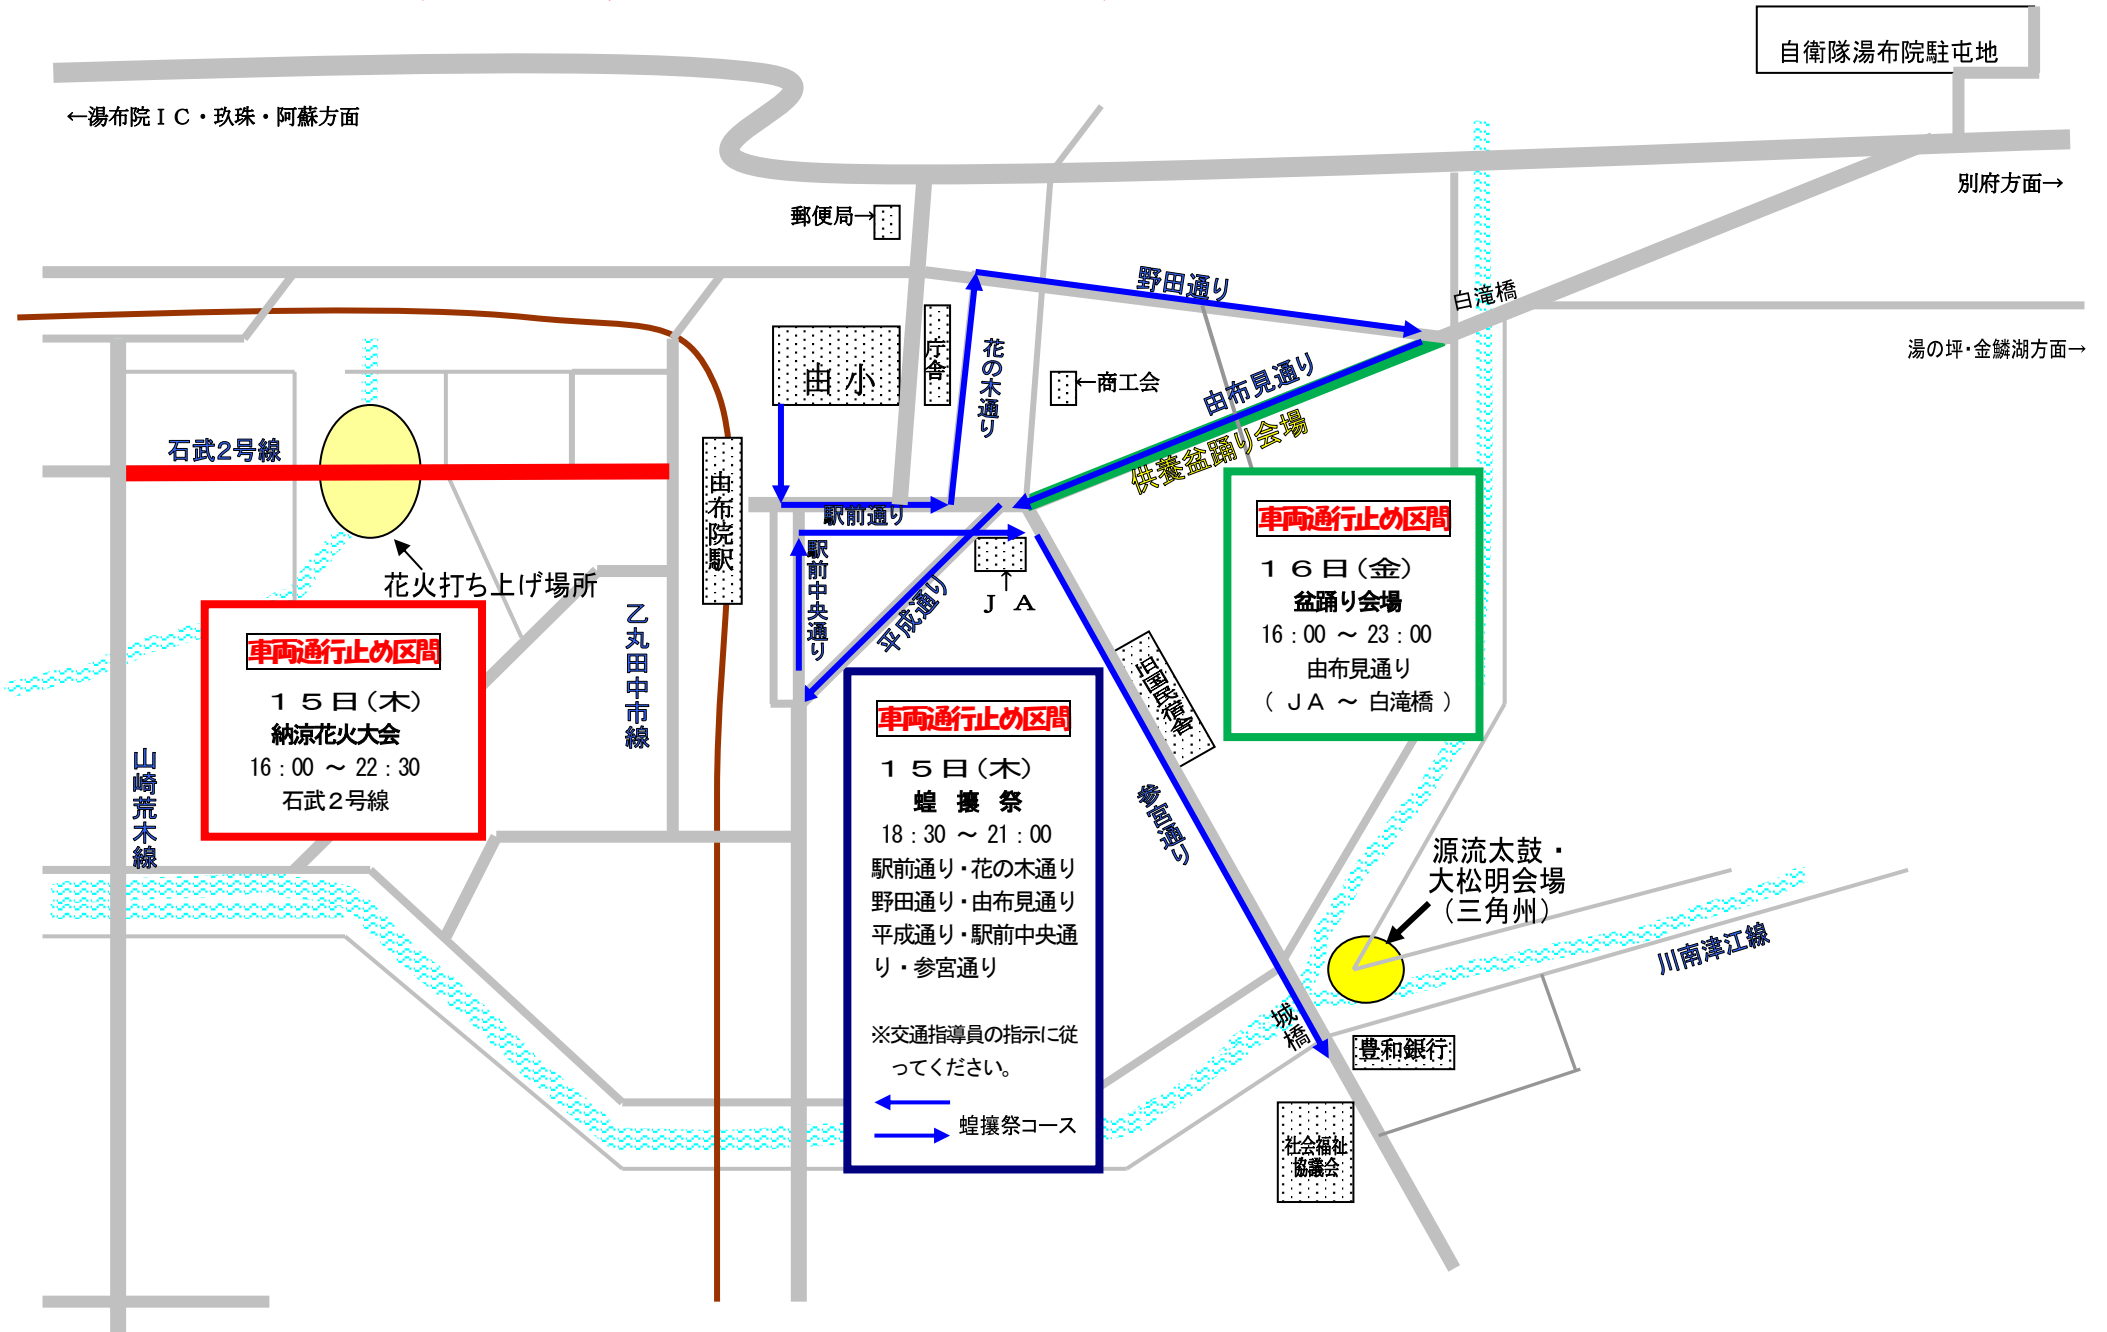 自衛隊湯布院駐屯地
←湯布院ＩＣ・玖珠・阿蘇方面
別府方面→
郵便局→
野田通り
白滝橋
湯の坪・金鱗湖方面→
庁舎
花の木通り
由小
←商工会
由布見通り
供養盆踊り会場
石武2号線
由布院駅
駅前通り
駅前中央通り
平成通り
ＪＡ
花火打ち上げ場所
乙丸田中市線
山崎荒木線
旧国民宿舎
参宮通り
車両通行止め区間
１６日（金）
盆踊り会場
16：00 ～ 23：00
由布見通り
（ ＪＡ ～ 白滝橋 ）
車両通行止め区間
１５日（木）
納涼花火大会
16：00 ～ 22：30
石武２号線
車両通行止め区間
１５日（木）
蝗攘祭
18：30 ～ 21：00
駅前通り・花の木通り
野田通り・由布見通り
平成通り・駅前中央通
り・参宮通り
※交通指導員の指示に従
ってください。
蝗攘祭コース
源流太鼓・
大松明会場
（三角州）
川南津江線
城橋
豊和銀行
社会福祉
協議会